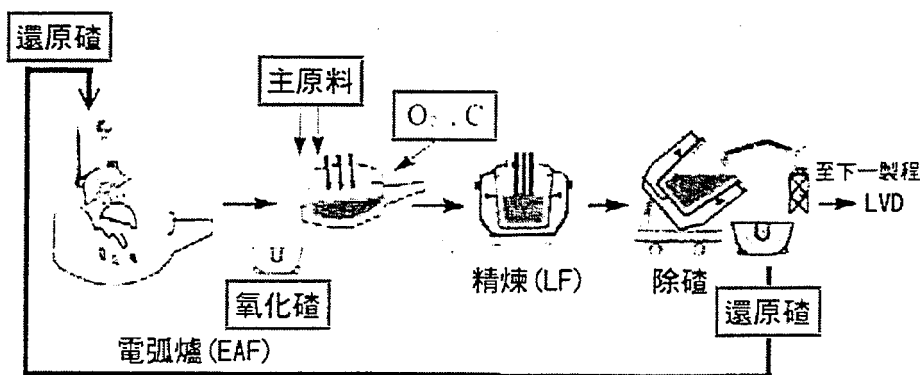 還原碴
主原料
O₂ . C
至下一製程
LVD
精煉(LF)
除碴
氧化碴
還原碴
電弧爐(EAF)